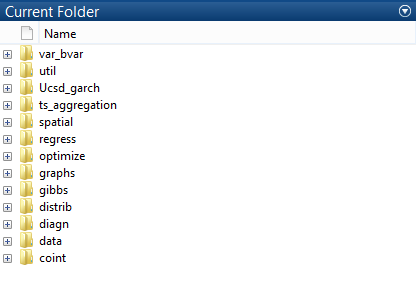 Current Folder
Name
var_bvar
util
Ucsd_garch
ts_aggregation
spatial
regress
optimize
graphs
gibbs
distrib
diagn
data
coint